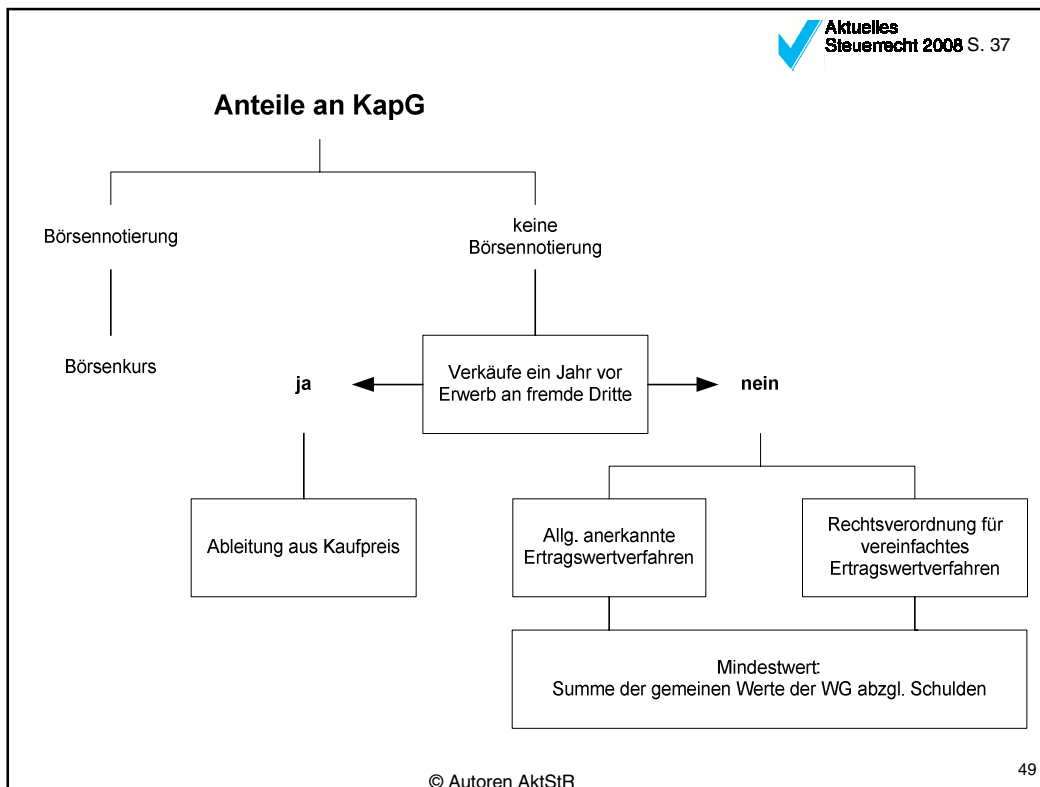 Aktuelles
Steuerrecht 2008 S. 37
Anteile an KapG
Börsennotierung
keine
Börsennotierung
Börsenkurs
ja
Verkäufe ein Jahr vor
Erwerb an fremde Dritte
nein
Ableitung aus Kaufpreis
Allg. anerkannte
Ertragswertverfahren
Rechtsverordnung für
vereinfachtes
Ertragswertverfahren
Mindestwert:
Summe der gemeinen Werte der WG abzgl. Schulden
© Autoren AktStR
49